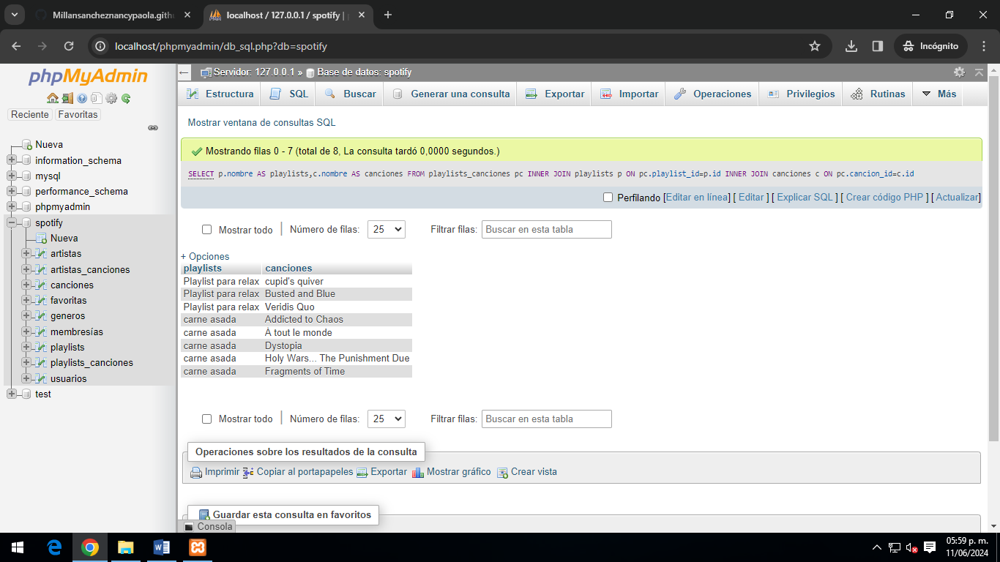 Millansancheznancypaola.githu
localhost / 127.0.0.1 / spotify | p
localhost/phpmyadmin/db_sql.php?db=spotify
Incógnito
phpMyAdmin
Reciente Favoritas
Nueva
information_schema
mysql
performance_schema
phpmyadmin
spotify
Nueva
artistas
artistas_canciones
canciones
favoritas
generos
membresías
playlists
playlists_canciones
usuarios
test
Servidor: 127.0.0.1 » Base de datos: spotify
Estructura SQL Buscar Generar una consulta Exportar Importar Operaciones Privilegios Rutinas Más
Mostrar ventana de consultas SQL
Mostrando filas 0 - 7 (total de 8, La consulta tardó 0,0000 segundos.)
SELECT p.nombre AS playlists,c.nombre AS canciones FROM playlists_canciones pc INNER JOIN playlists p ON pc.playlist_id=p.id INNER JOIN canciones c ON pc.cancion_id=c.id
Perfilando [Editar en línea] [ Editar ] [ Explicar SQL ] [ Crear código PHP ] [ Actualizar]
Mostrar todo | Número de filas: 25 Filtrar filas: Buscar en esta tabla
+ Opciones
playlists canciones
Playlist para relax cupid's quiver
Playlist para relax Busted and Blue
Playlist para relax Veridis Quo
carne asada Addicted to Chaos
carne asada À tout le monde
carne asada Dystopia
carne asada Holy Wars... The Punishment Due
carne asada Fragments of Time
Mostrar todo | Número de filas: 25 Filtrar filas: Buscar en esta tabla
Operaciones sobre los resultados de la consulta
Imprimir Copiar al portapapeles Exportar Mostrar gráfico Crear vista
Guardar esta consulta en favoritos
Consola
05:59 p. m.
11/06/2024